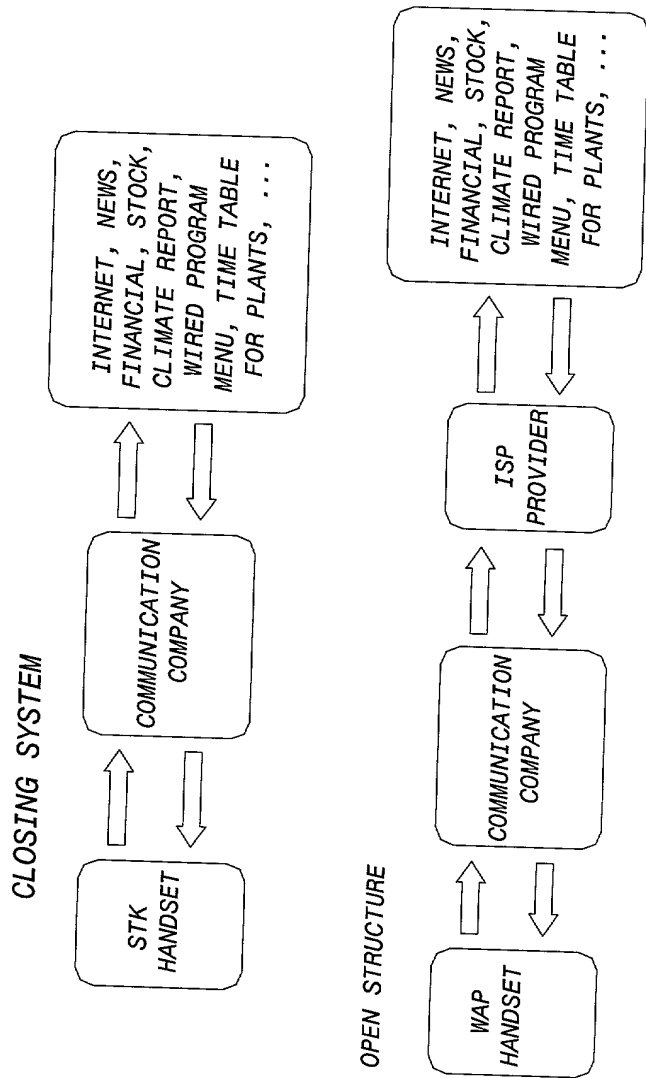 CLOSING SYSTEM
STK
HANDSET
COMMUNICATION
COMPANY
INTERNET, NEWS,
FINANCIAL, STOCK,
CLIMATE REPORT,
WIRED PROGRAM
MENU, TIME TABLE
FOR PLANTS, ...
OPEN STRUCTURE
WAP
HANDSET
COMMUNICATION
COMPANY
ISP
PROVIDER
INTERNET, NEWS,
FINANCIAL, STOCK,
CLIMATE REPORT,
WIRED PROGRAM
MENU, TIME TABLE
FOR PLANTS, ...